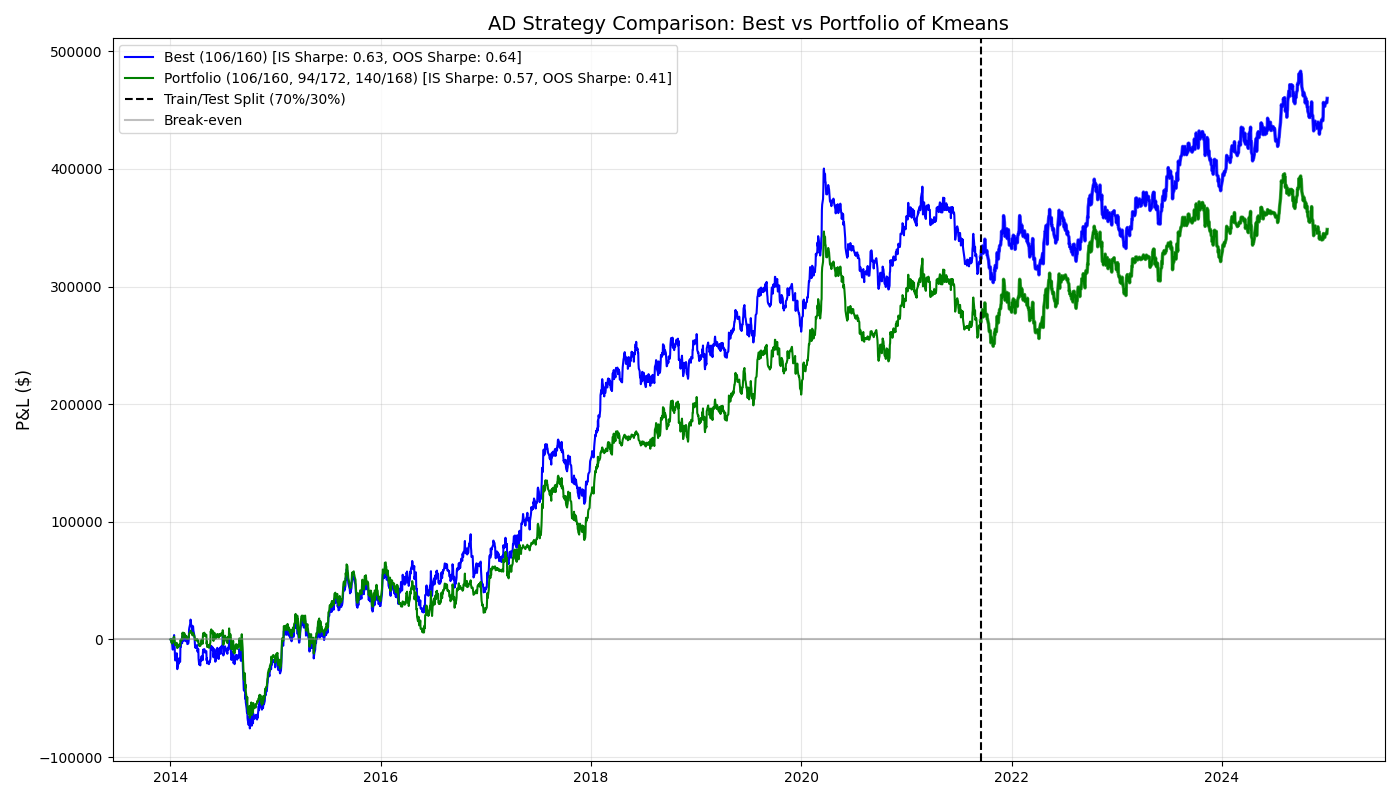 AD Strategy Comparison: Best vs Portfolio of Kmeans
Best (106/160) [IS Sharpe: 0.63, OOS Sharpe: 0.64]
Portfolio (106/160, 94/172, 140/168) [IS Sharpe: 0.57, OOS Sharpe: 0.41]
Train/Test Split (70%/30%)
Break-even
P&L ($)
500000
400000
300000
200000
100000
0
−100000
2014 2016 2018 2020 2022 2024